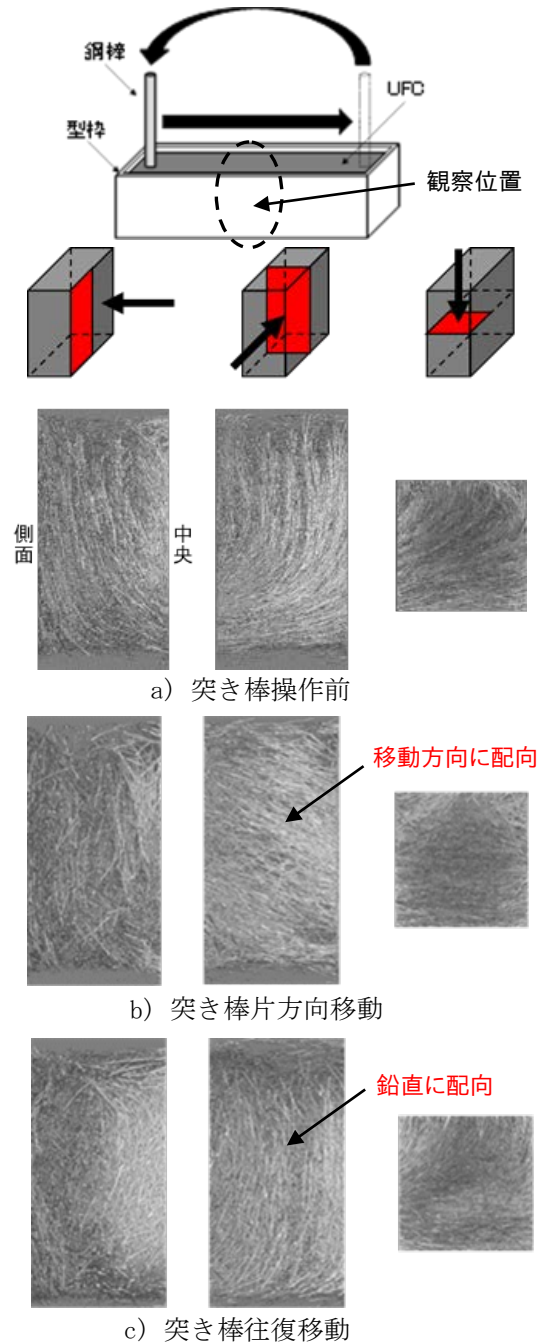 鋼棒
UFC
型枠
観察位置
側面
中央
a) 突き棒操作前
移動方向に配向
b) 突き棒片方向移動
鉛直に配向
c) 突き棒往復移動